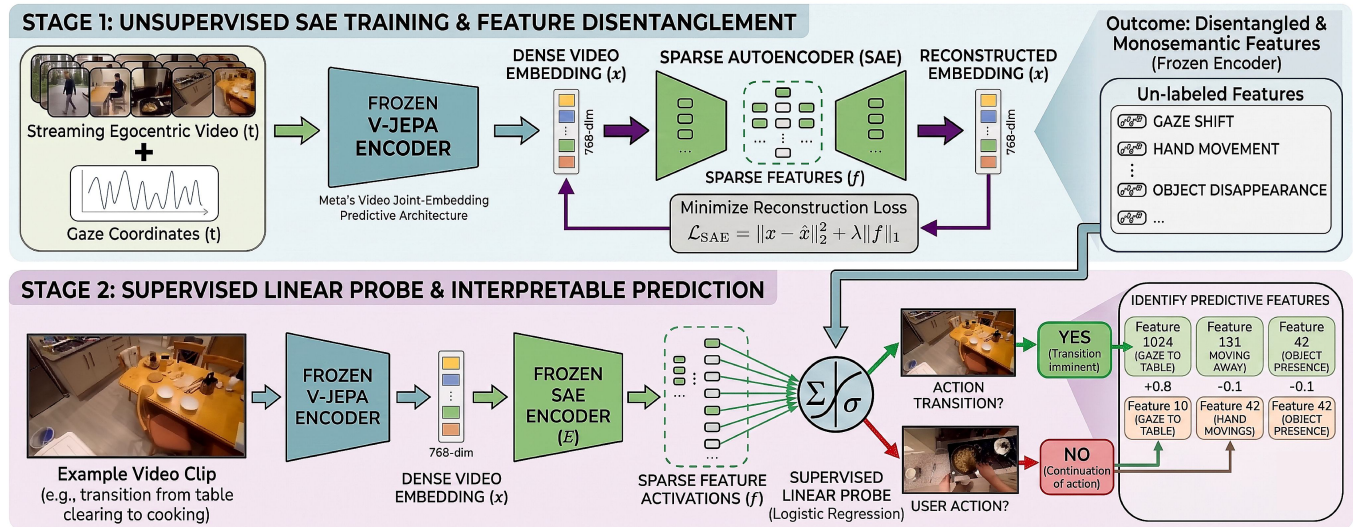 STAGE 1: UNSUPERVISED SAE TRAINING & FEATURE DISENTANGLEMENT
Streaming Egocentric Video (t)
+
Gaze Coordinates (t)
FROZEN
V-JEPA
ENCODER
Meta's Video Joint-Embedding
Predictive Architecture
DENSE VIDEO
EMBEDDING (x)
768-dim
SPARSE AUTOENCODER (SAE)
...
...
SPARSE FEATURES (f)
RECONSTRUCTED
EMBEDDING (x)
768-dlm
Minimize Reconstruction Loss
ℒ_SAE = ‖x − x̂‖₂² + λ‖f‖₁
Outcome: Disentangled &
Monosemantic Features
(Frozen Encoder)
Un-labeled Features
GAZE SHIFT
HAND MOVEMENT
⋮
OBJECT DISAPPEARANCE
...
STAGE 2: SUPERVISED LINEAR PROBE & INTERPRETABLE PREDICTION
Example Video Clip
(e.g., transition from table
clearing to cooking)
FROZEN
V-JEPA
ENCODER
768-dim
DENSE VIDEO
EMBEDDING (x)
FROZEN
SAE
ENCODER
(E)
...
SPARSE FEATURE
ACTIVATIONS (f)
Σ σ
SUPERVISED
LINEAR PROBE
(Logistic Regression)
ACTION
TRANSITION?
USER ACTION?
YES
(Transition
imminent)
NO
(Continuation
of action)
IDENTIFY PREDICTIVE FEATURES
Feature
1024
(GAZE TO
TABLE)
+0.8
Feature
131
MOVING
AWAY)
-0.1
Feature
42
(OBJECT
PRESENCE)
-0.1
Feature 10
(GAZE TO
TABLE)
Feature 42
(HAND
MOVINGS)
Feature 42
(OBJECT
PRESENCE)